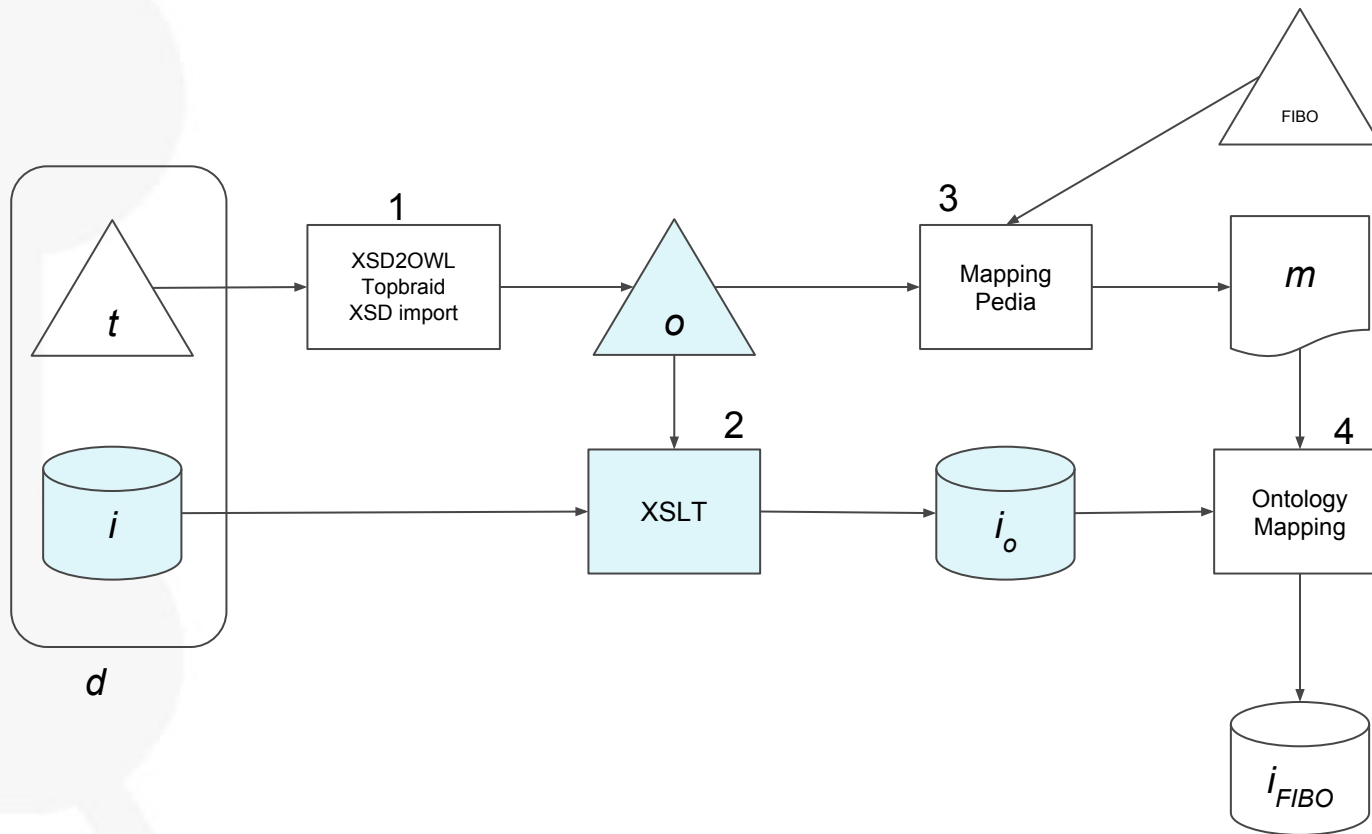 FIBO
1
3
XSD2OWL
Topbraid
XSD import
Mapping
Pedia
t
o
m
2
4
i
XSLT
i_o
Ontology
Mapping
d
i_FIBO